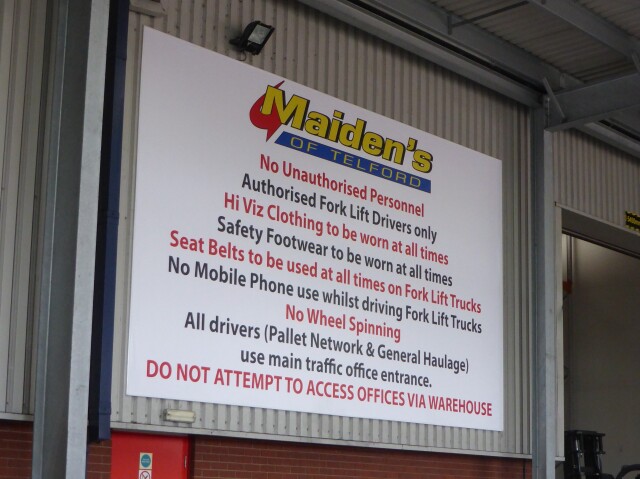 Maiden's
OF TELFORD
No Unauthorised Personnel
Authorised Fork Lift Drivers only
Hi Viz Clothing to be worn at all times
Safety Footwear to be worn at all times
Seat Belts to be used at all times on Fork Lift Trucks
No Mobile Phone use whilst driving Fork Lift Trucks
No Wheel Spinning
All drivers (Pallet Network & General Haulage)
use main traffic office entrance.
DO NOT ATTEMPT TO ACCESS OFFICES VIA WAREHOUSE